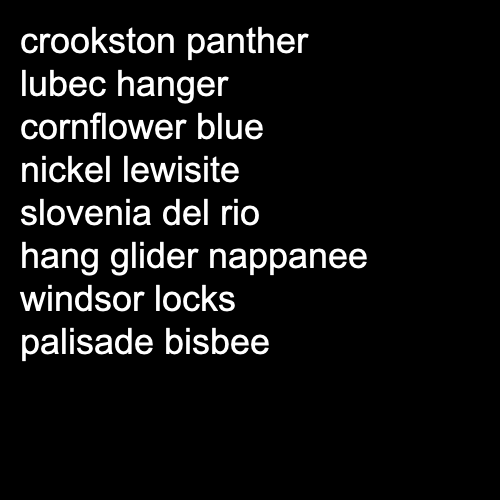 crookston panther
lubec hanger
cornflower blue
nickel lewisite
slovenia del rio
hang glider nappanee
windsor locks
palisade bisbee